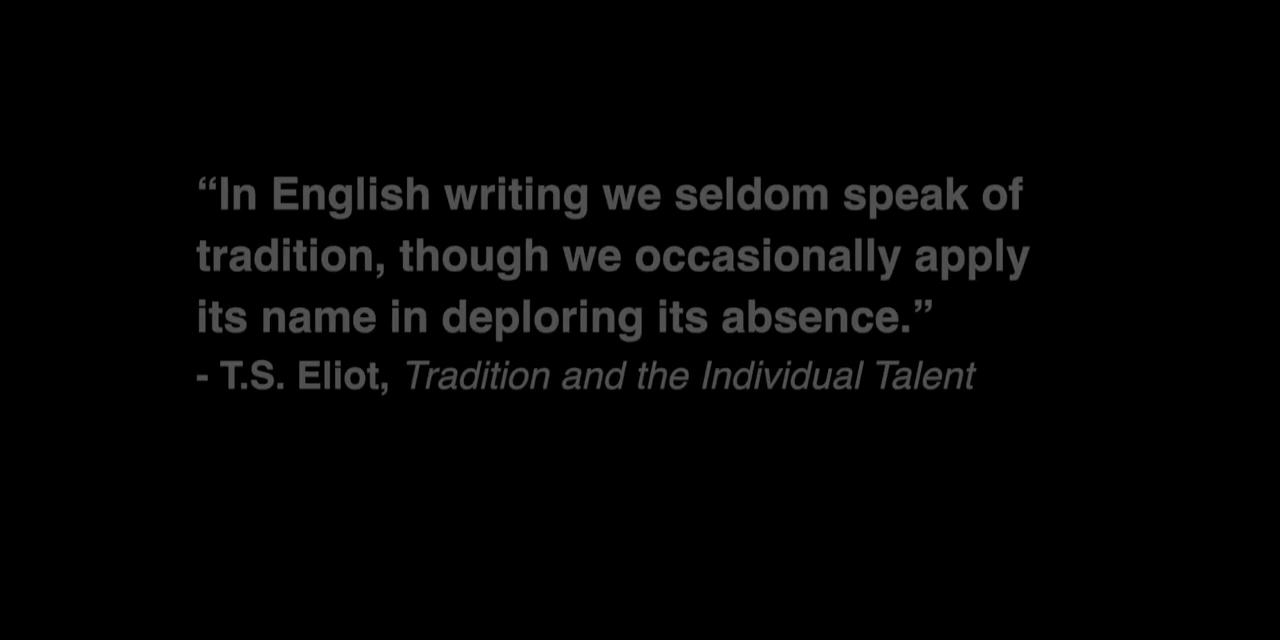 “In English writing we seldom speak of
tradition, though we occasionally apply
its name in deploring its absence.”
- T.S. Eliot, Tradition and the Individual Talent